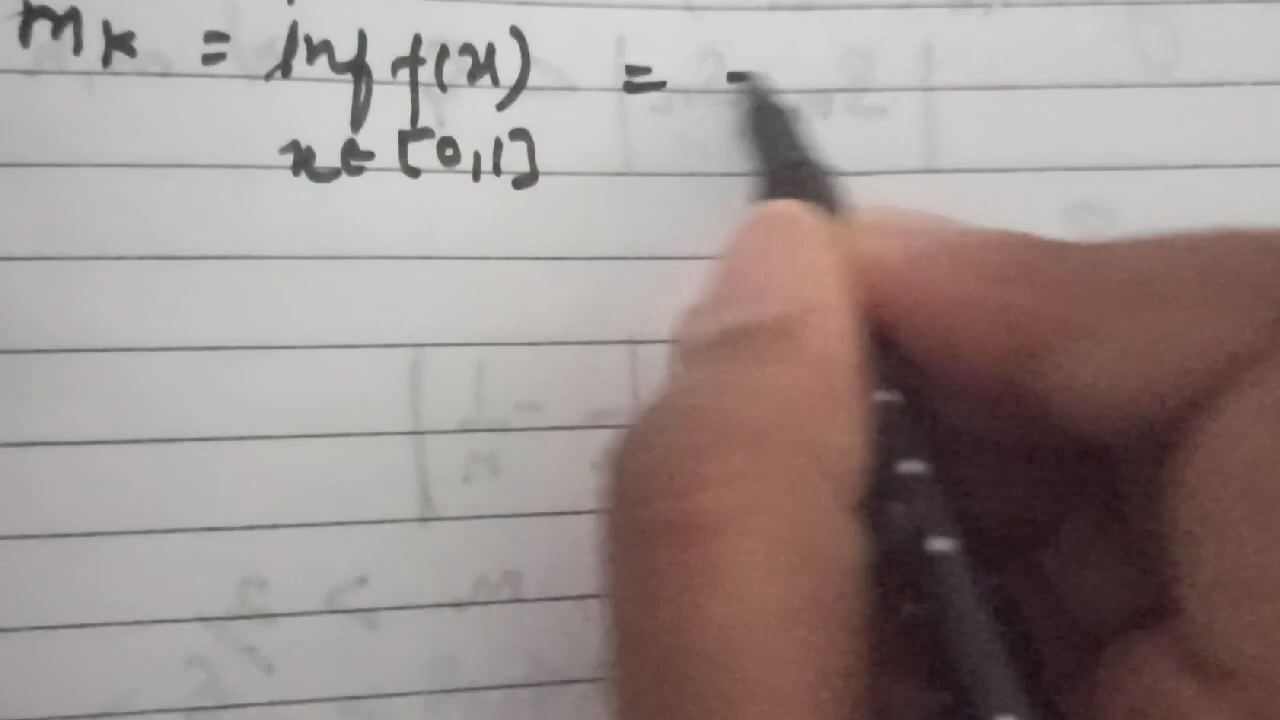 mk = inf f(x) = -
x ∈ [0,1]